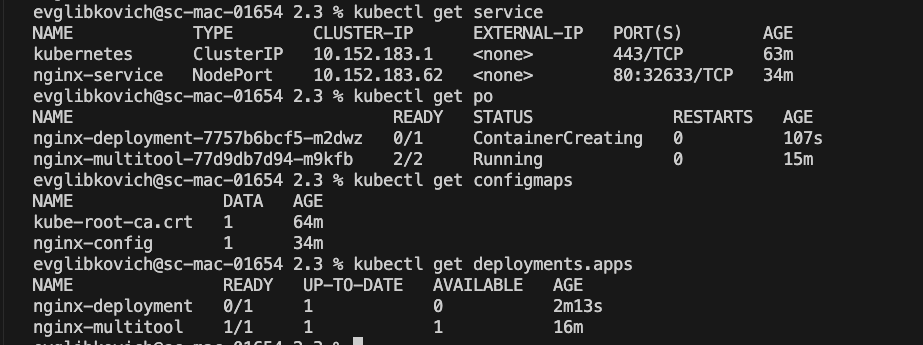 evglibkovich@sc-mac-01654 2.3 % kubectl get service
NAME TYPE CLUSTER-IP EXTERNAL-IP PORT(S) AGE
kubernetes ClusterIP 10.152.183.1 <none> 443/TCP 63m
nginx-service NodePort 10.152.183.62 <none> 80:32633/TCP 34m
evglibkovich@sc-mac-01654 2.3 % kubectl get po
NAME READY STATUS RESTARTS AGE
nginx-deployment-7757b6bcf5-m2dwz 0/1 ContainerCreating 0 107s
nginx-multitool-77d9db7d94-m9kfb 2/2 Running 0 15m
evglibkovich@sc-mac-01654 2.3 % kubectl get configmaps
NAME DATA AGE
kube-root-ca.crt 1 64m
nginx-config 1 34m
evglibkovich@sc-mac-01654 2.3 % kubectl get deployments.apps
NAME READY UP-TO-DATE AVAILABLE AGE
nginx-deployment 0/1 1 0 2m13s
nginx-multitool 1/1 1 1 16m
evglibkovich@sc-mac-01654 2.3 %